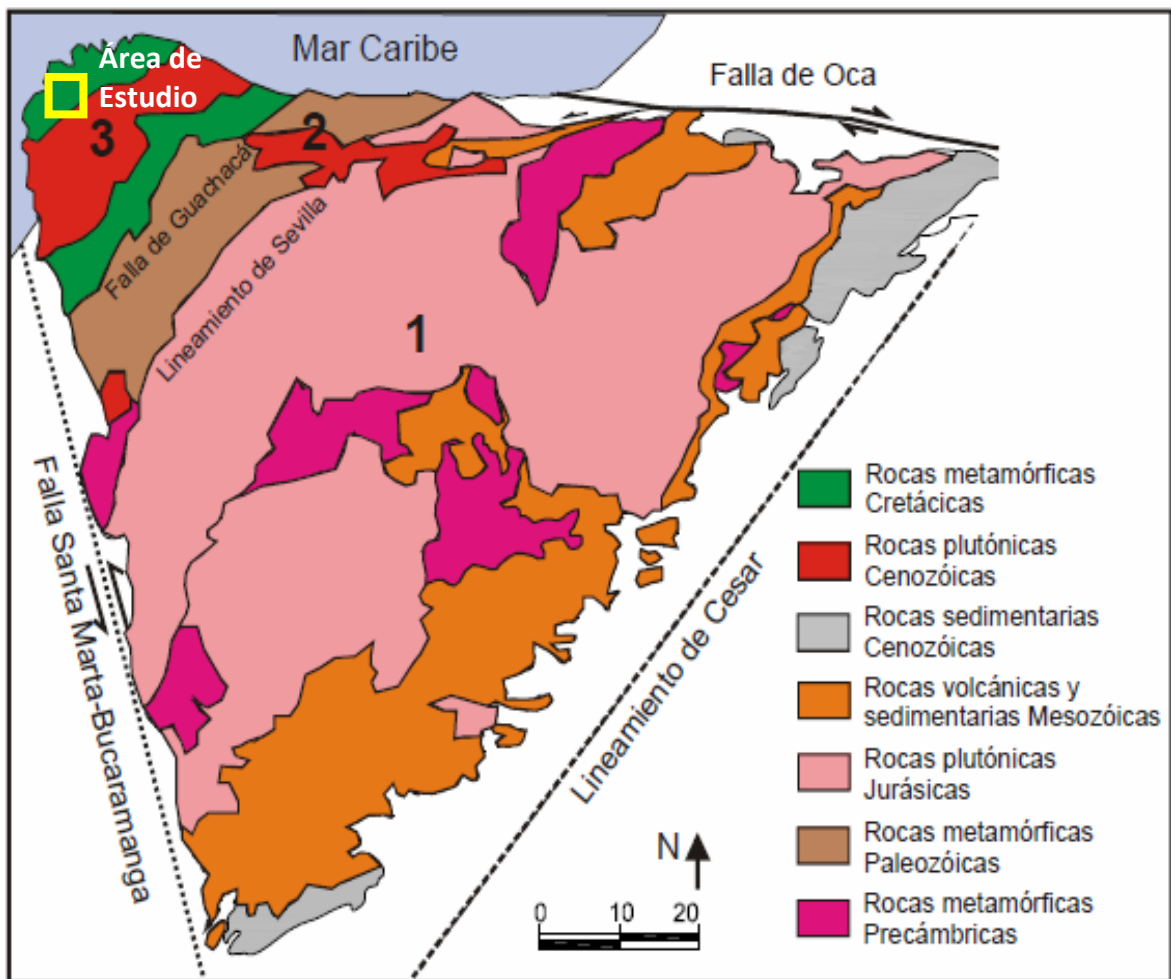 Mar Caribe
Área de
Estudio
Falla de Oca
3
2
Falla de Guachacá
Lineamiento de Sevilla
1
Falla Santa Marta-Bucaramanga
Lineamiento de Cesar
Rocas metamórficas
Cretácicas
Rocas plutónicas
Cenozóicas
Rocas sedimentarias
Cenozóicas
Rocas volcánicas y
sedimentarias Mesozóicas
Rocas plutónicas
Jurásicas
Rocas metamórficas
Paleozóicas
Rocas metamórficas
Precámbricas
N
0 10 20